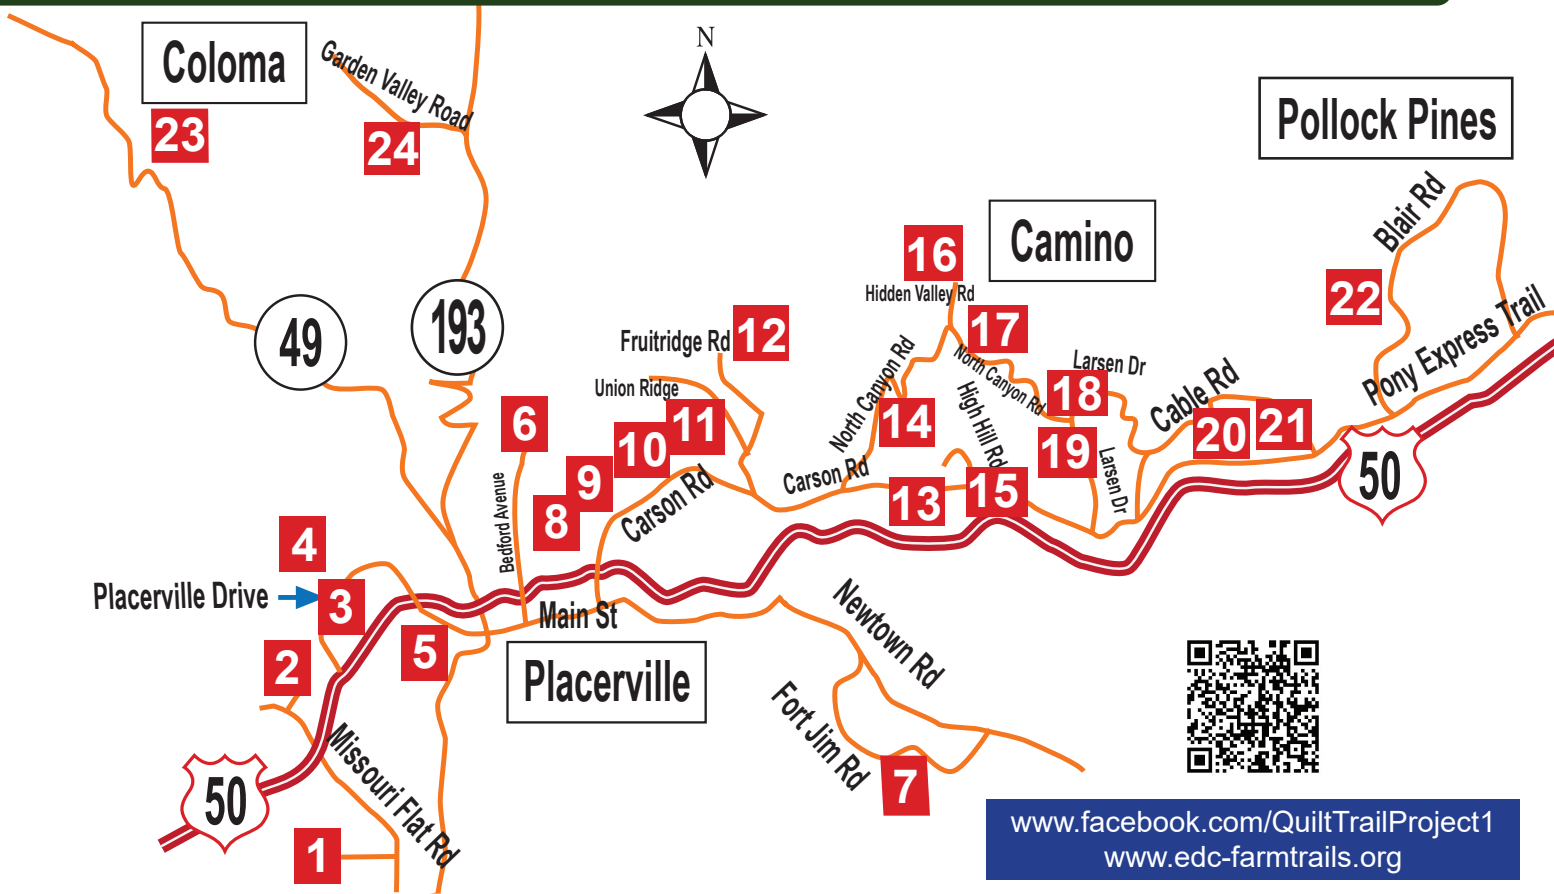 N
Coloma
Garden Valley Road
Pollock Pines
23
24
Blair Rd
Camino
16
Hidden Valley Rd
22
49
193
Fruitridge Rd
12
17
Pony Express Trail
North Canyon Rd
North Canyon Rd
Larsen Dr
Union Ridge
18
Cable Rd
High Hill Rd
6
11
14
20
21
10
19
Carson Rd
Larsen Dr
50
9
Carson Rd
13
15
8
Bedford Avenue
4
Placerville Drive
3
Main St
Newtown Rd
5
2
Placerville
Fort Jim Rd
Missouri Flat Rd
7
50
1
www.facebook.com/QuiltTrailProject1
www.edc-farmtrails.org